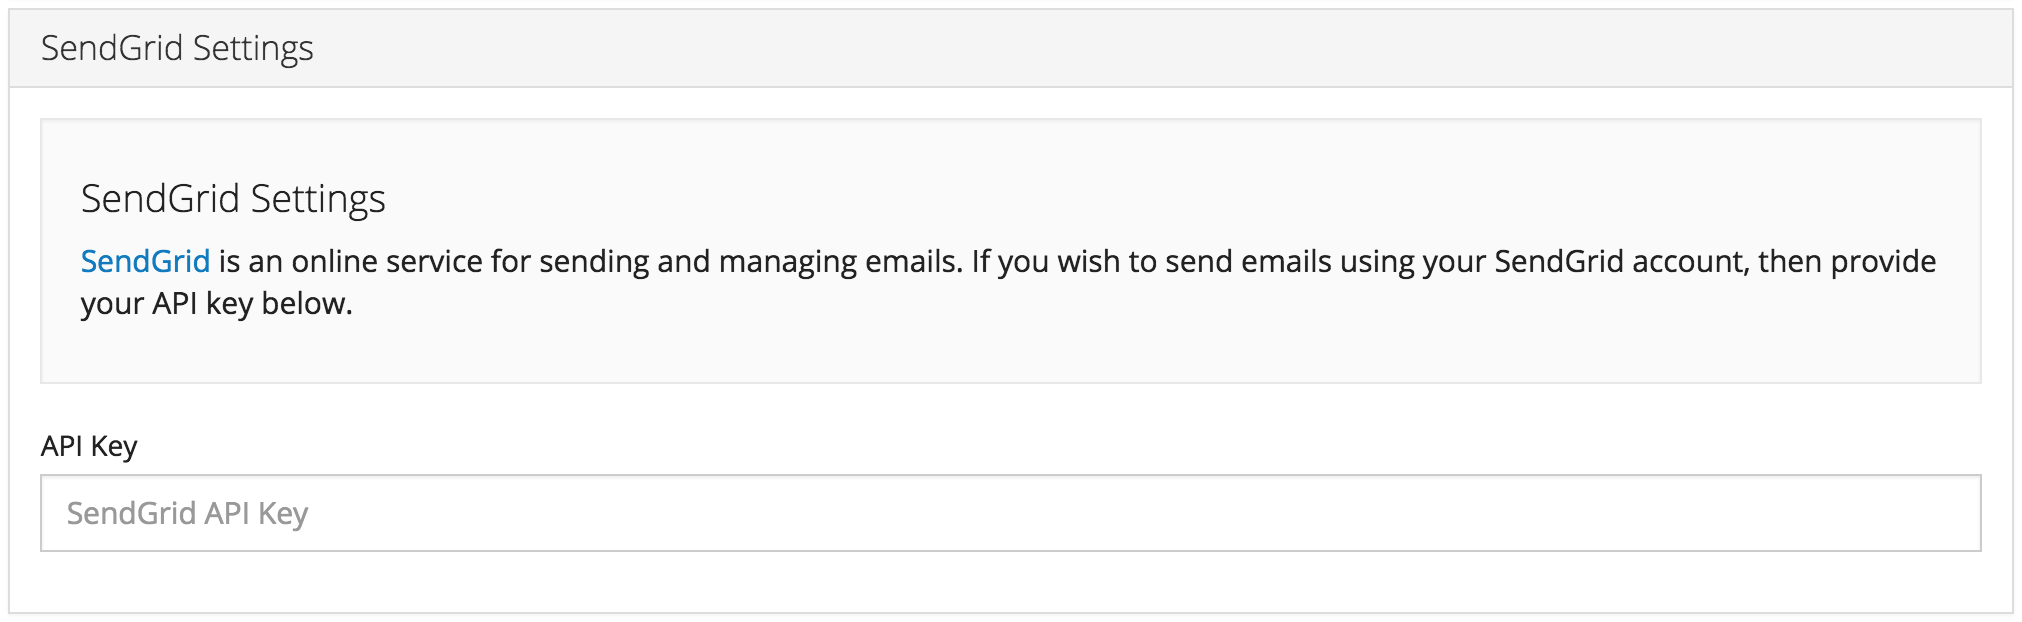 SendGrid Settings
SendGrid Settings
SendGrid is an online service for sending and managing emails. If you wish to send emails using your SendGrid account, then provide
your API key below.
API Key
SendGrid API Key